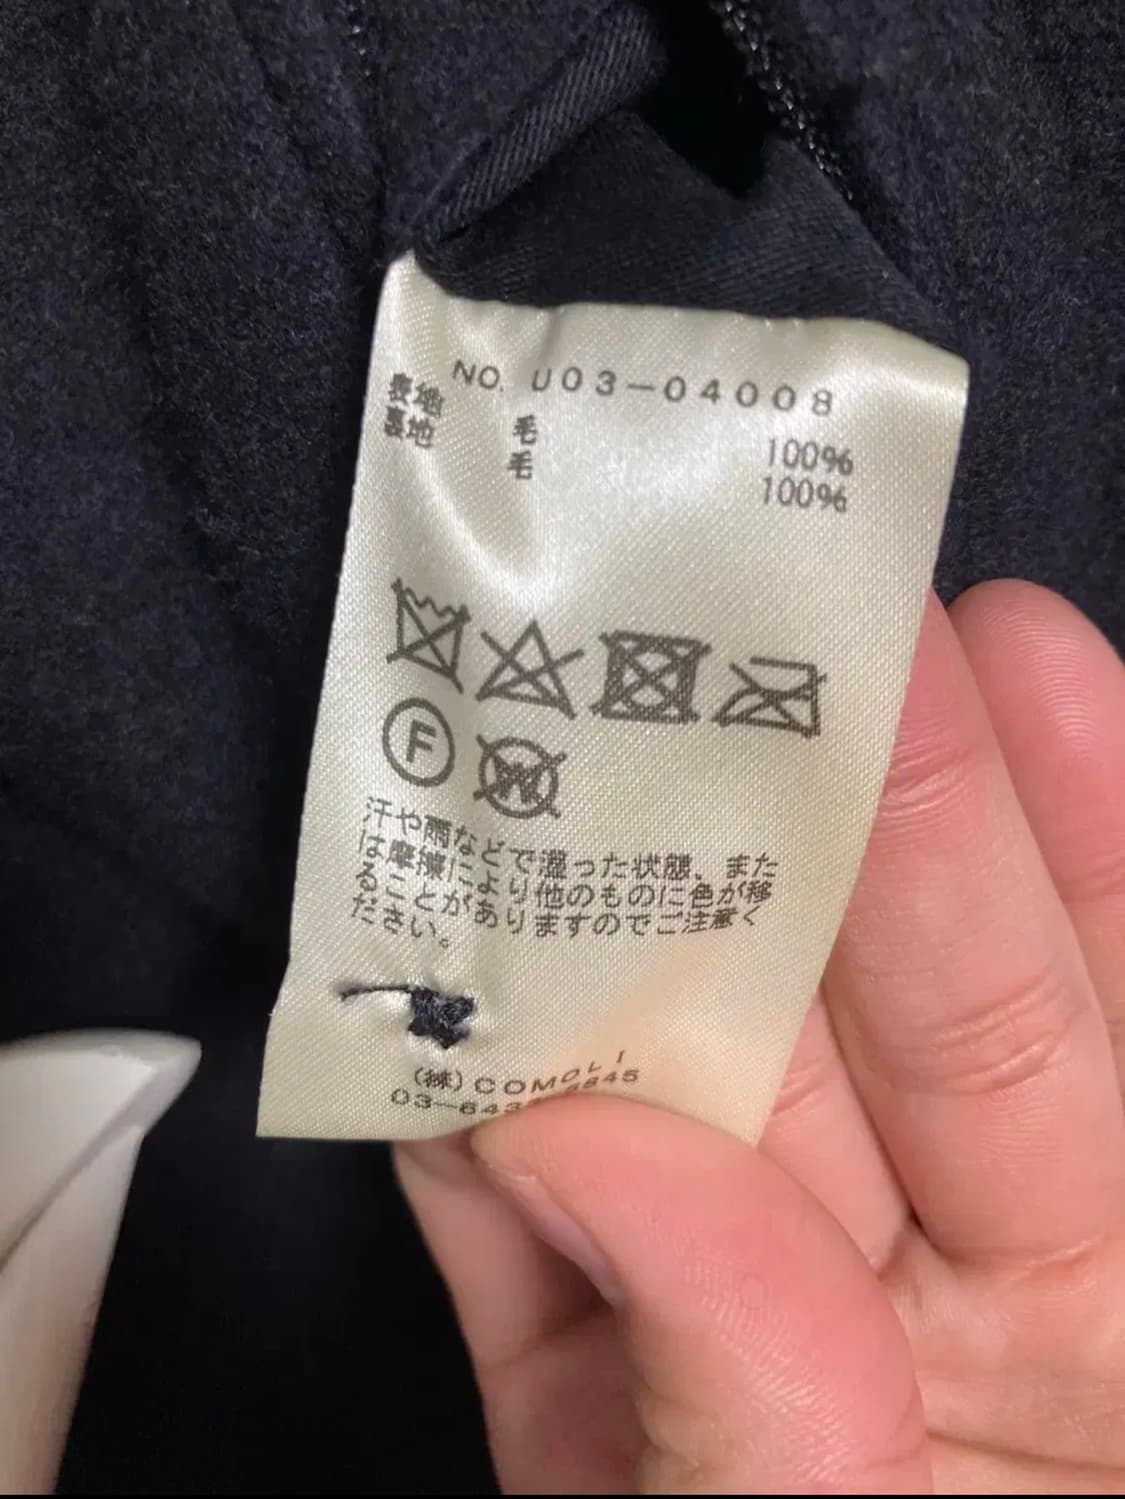 NO. U03-04008
表地 毛 100%
裏地 毛 100%
F
W
汗や雨などで湿った状態、また
は摩擦により他のものに色が移
ることがありますのでご注意く
ださい。
(株)COMOLI